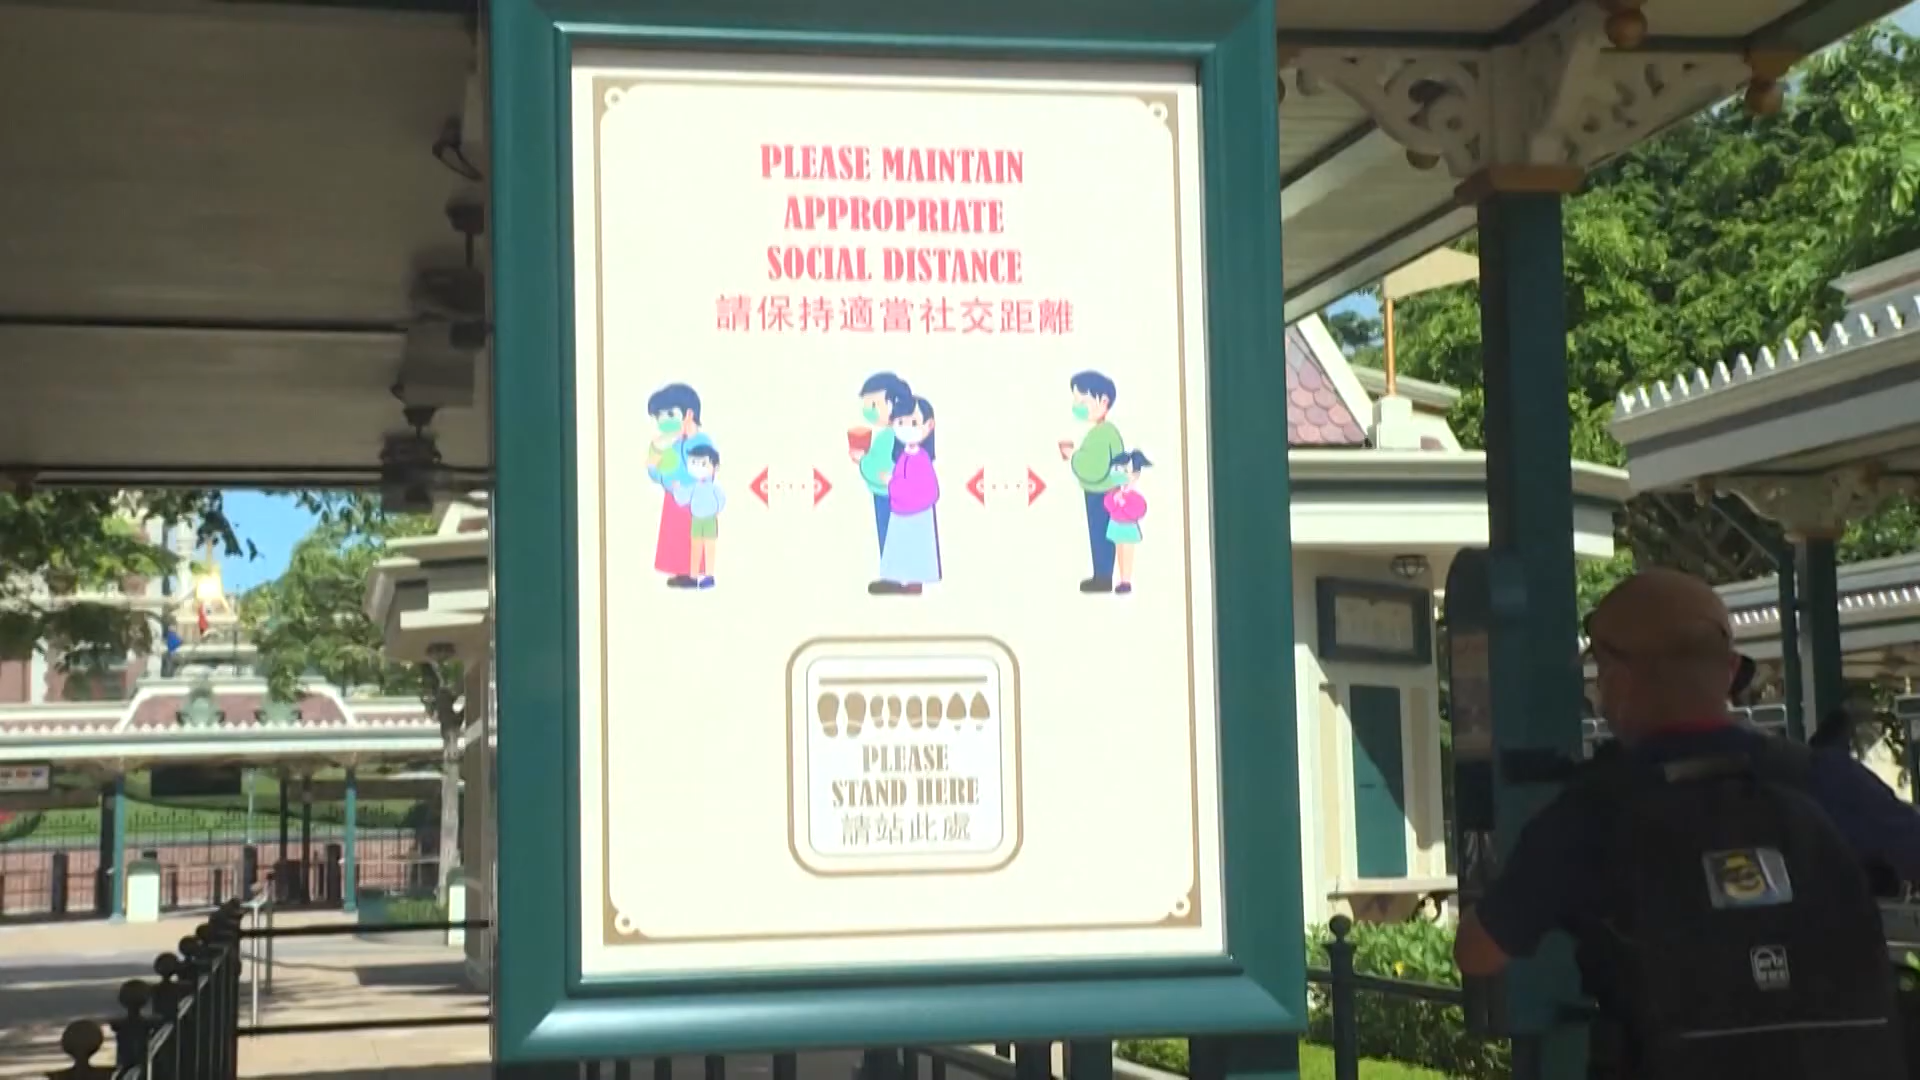 PLEASE MAINTAIN
APPROPRIATE
SOCIAL DISTANCE
請保持適當社交距離
PLEASE
STAND HERE
請站此處